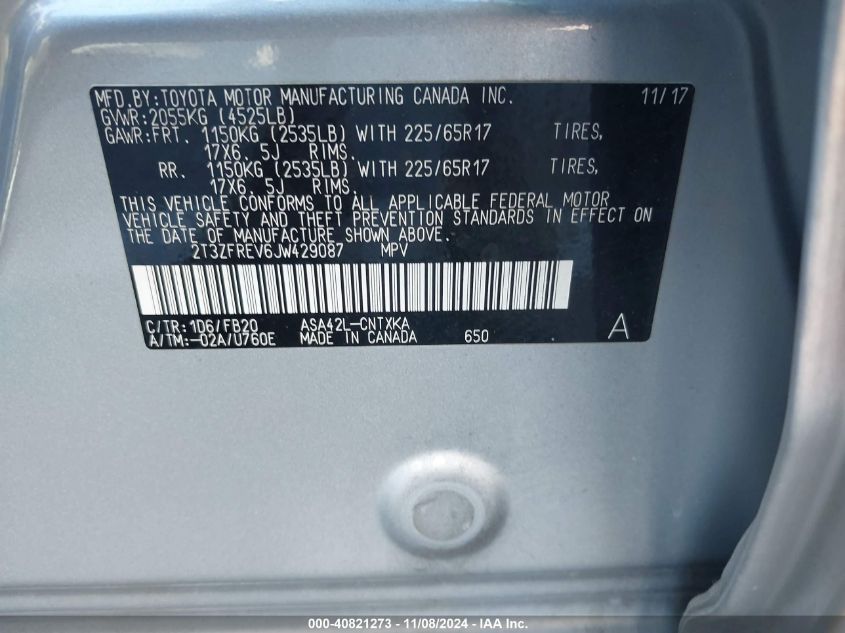 MFD.BY:TOYOTA MOTOR MANUFACTURING CANADA INC. 11/17
GVWR:2055KG (4525LB)
GAWR:FRT. 1150KG (2535LB) WITH 225/65R17 TIRES,
17X6. 5J RIMS.
RR. 1150KG (2535LB) WITH 225/65R17 TIRES,
17X6. 5J RIMS.
THIS VEHICLE CONFORMS TO ALL APPLICABLE FEDERAL MOTOR
VEHICLE SAFETY AND THEFT PREVENTION STANDARDS IN EFFECT ON
THE DATE OF MANUFACTURE SHOWN ABOVE.
2T3ZFREV6JW429087 MPV
C/TR:1D6/FB20 ASA42L-CNTXKA
A/TM:-02A/U760E MADE IN CANADA 650 A
000-40821273 - 11/08/2024 - IAA Inc.